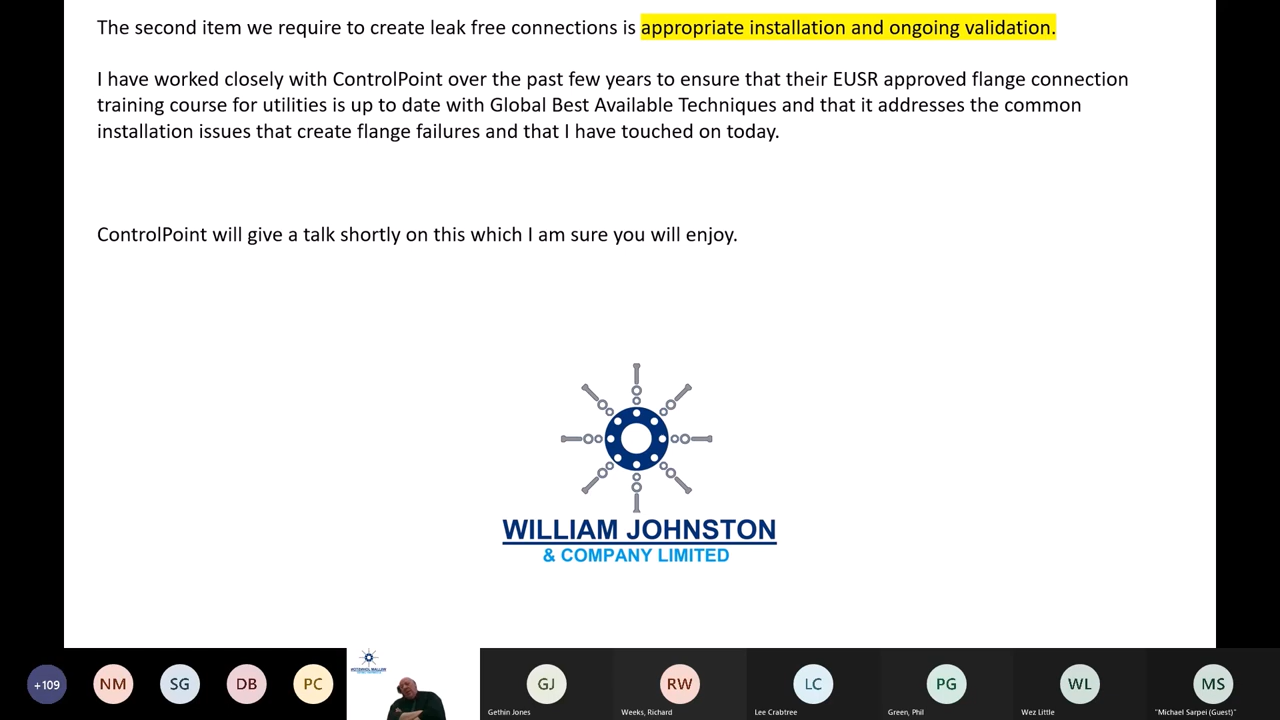 The second item we require to create leak free connections is appropriate installation and ongoing validation.
I have worked closely with ControlPoint over the past few years to ensure that their EUSR approved flange connection
training course for utilities is up to date with Global Best Available Techniques and that it addresses the common
installation issues that create flange failures and that I have touched on today.
ControlPoint will give a talk shortly on this which I am sure you will enjoy.
WILLIAM JOHNSTON
& COMPANY LIMITED
+109
NM
SG
DB
PC
GJ
RW
LC
PG
WL
MS
Gethin Jones
Weeks, Richard
Lee Crabtree
Green, Phil
Wez Little
"Michael Sarpei (Guest)"